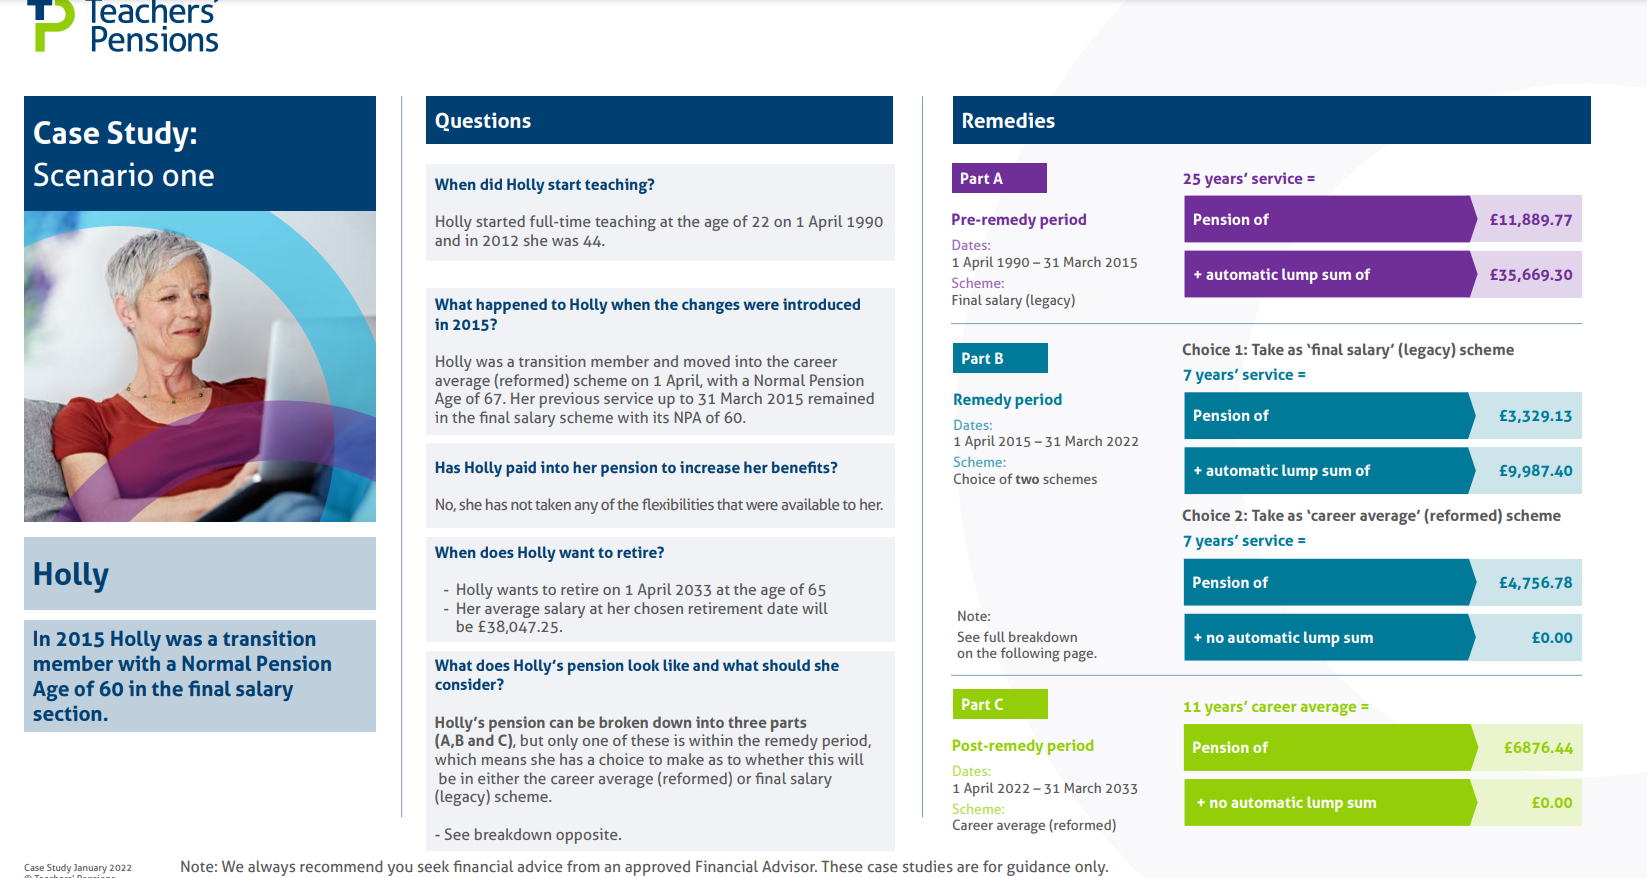 Teachers'
Pensions
Case Study:
Scenario one
Holly
In 2015 Holly was a transition
member with a Normal Pension
Age of 60 in the final salary
section.
Questions
When did Holly start teaching?
Holly started full-time teaching at the age of 22 on 1 April 1990
and in 2012 she was 44.
What happened to Holly when the changes were introduced
in 2015?
Holly was a transition member and moved into the career
average (reformed) scheme on 1 April, with a Normal Pension
Age of 67. Her previous service up to 31 March 2015 remained
in the final salary scheme with its NPA of 60.
Has Holly paid into her pension to increase her benefits?
No, she has not taken any of the flexibilities that were available to her.
When does Holly want to retire?
- Holly wants to retire on 1 April 2033 at the age of 65
- Her average salary at her chosen retirement date will
be £38,047.25.
What does Holly's pension look like and what should she
consider?
Holly's pension can be broken down into three parts
(A,B and C), but only one of these is within the remedy period,
which means she has a choice to make as to whether this will
be in either the career average (reformed) or final salary
(legacy) scheme.
- See breakdown opposite.
Remedies
Part A
Pre-remedy period
Dates:
1 April 1990 – 31 March 2015
Scheme:
Final salary (legacy)
25 years' service =
Pension of £11,889.77
+ automatic lump sum of £35,669.30
Part B
Remedy period
Dates:
1 April 2015 – 31 March 2022
Scheme:
Choice of two schemes
Note:
See full breakdown
on the following page.
Choice 1: Take as 'final salary' (legacy) scheme
7 years' service =
Pension of £3,329.13
+ automatic lump sum of £9,987.40
Choice 2: Take as 'career average' (reformed) scheme
7 years' service =
Pension of £4,756.78
+ no automatic lump sum £0.00
Part C
Post-remedy period
Dates:
1 April 2022 – 31 March 2033
Scheme:
Career average (reformed)
11 years' career average =
Pension of £6876.44
+ no automatic lump sum £0.00
Case Study January 2022
© Teachers' Pensions
Note: We always recommend you seek financial advice from an approved Financial Advisor. These case studies are for guidance only.